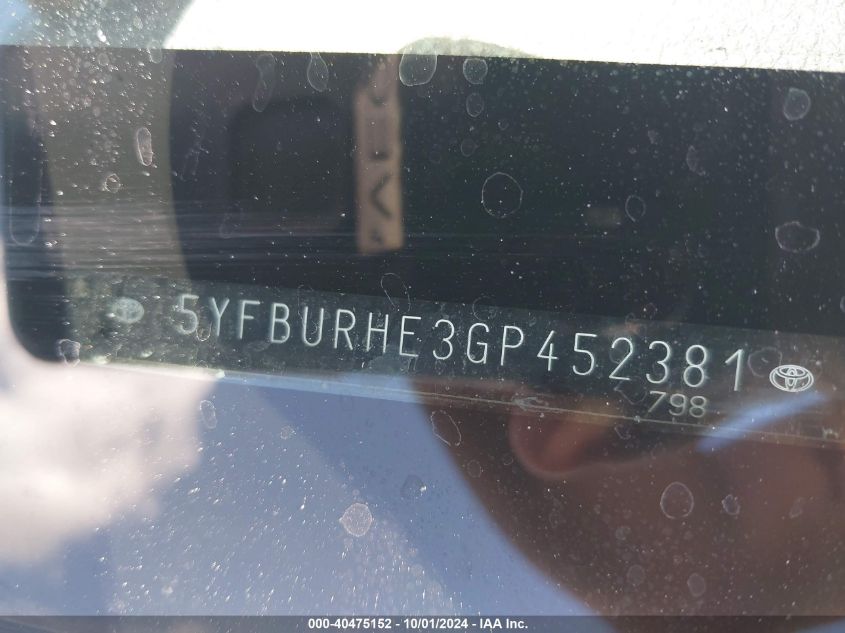 5YFBURHE3GP452381
798
000-40475152 - 10/01/2024 - IAA Inc.